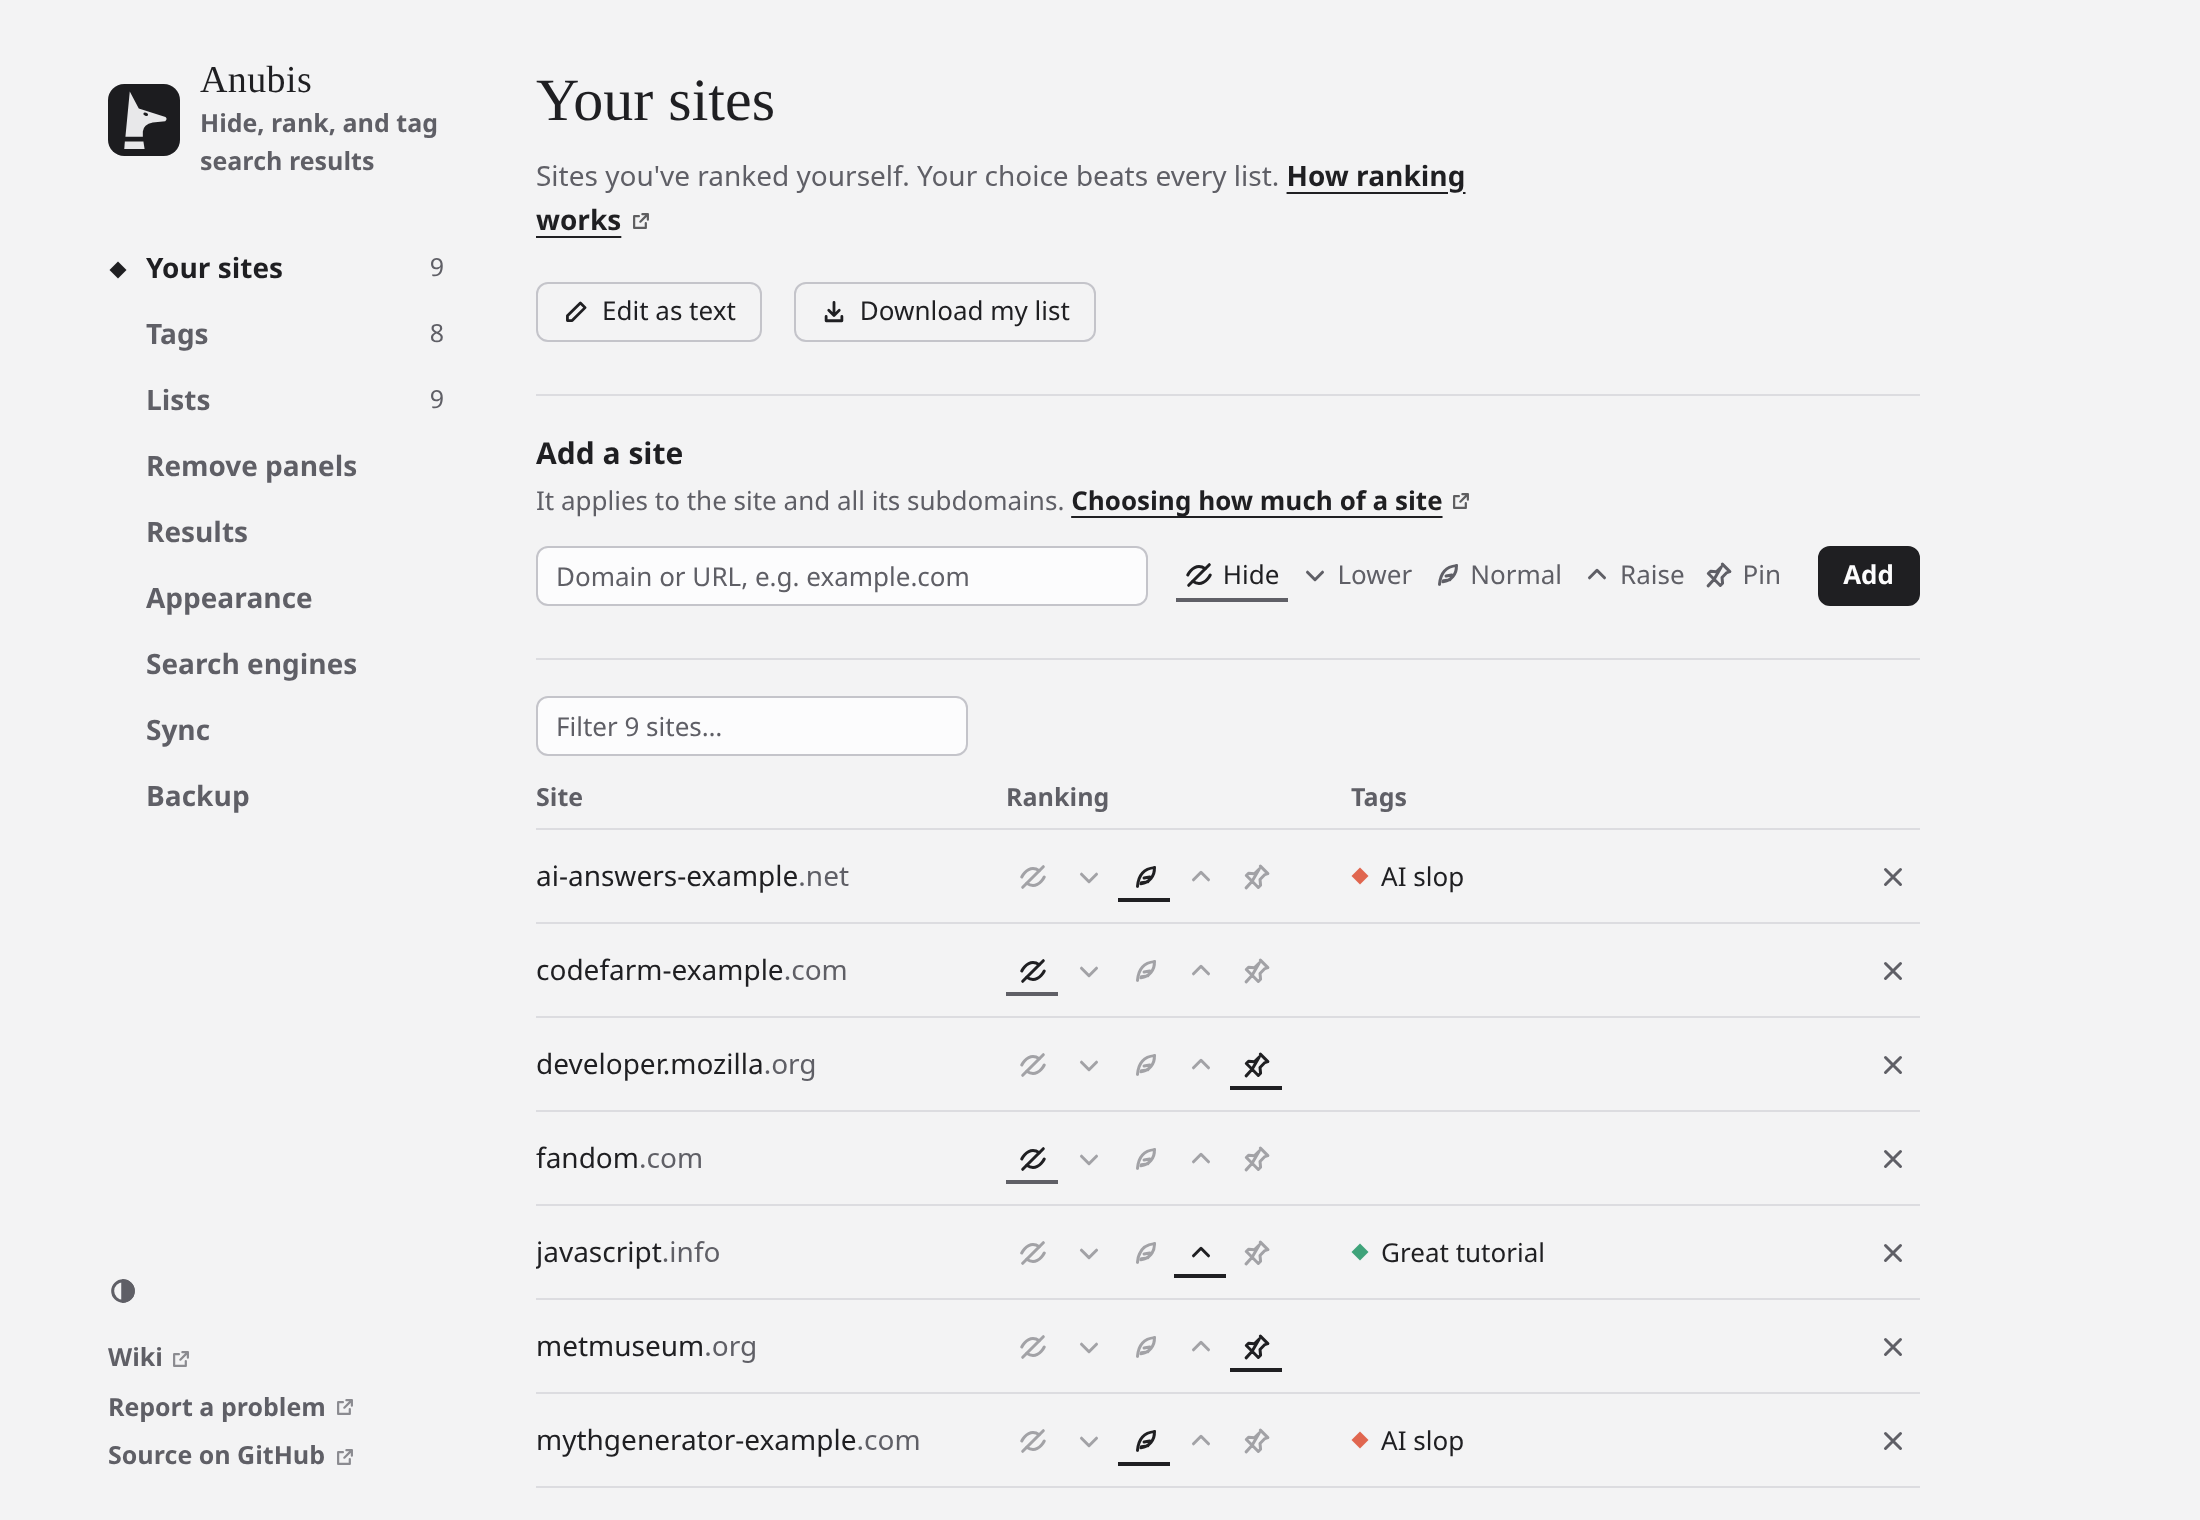 Anubis
Hide, rank, and tag
search results
Your sites 9
Tags 8
Lists 9
Remove panels
Results
Appearance
Search engines
Sync
Backup
Wiki
Report a problem
Source on GitHub
Your sites
Sites you've ranked yourself. Your choice beats every list. How ranking
works
Edit as text Download my list
Add a site
It applies to the site and all its subdomains. Choosing how much of a site
Domain or URL, e.g. example.com Hide Lower Normal Raise Pin Add
Filter 9 sites...
Site Ranking Tags
ai-answers-example.net AI slop
codefarm-example.com
developer.mozilla.org
fandom.com
javascript.info Great tutorial
metmuseum.org
mythgenerator-example.com AI slop